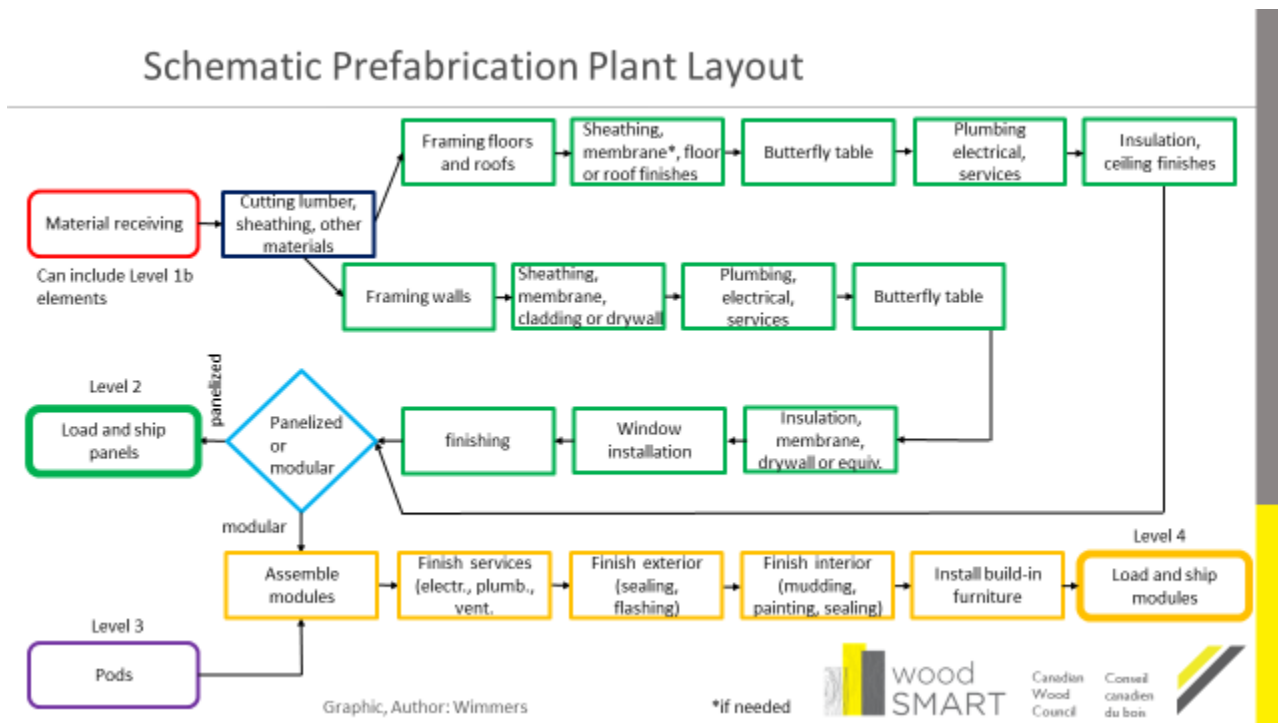 Schematic Prefabrication Plant Layout
Framing floors
and roofs
Sheathing,
membrane*, floor
or roof finishes
Butterfly table
Plumbing
electrical,
services
Insulation,
ceiling finishes
Material receiving
Can include Level 1b
elements
Cutting lumber,
sheathing, other
materials
Framing walls
Sheathing,
membrane,
cladding or drywall
Plumbing,
electrical,
services
Butterfly table
Level 2
Load and ship
panels
panelized
Panelized
or
modular
finishing
Window
installation
Insulation,
membrane,
drywall or equiv.
modular
Assemble
modules
Finish services
(electr., plumb.,
vent.
Finish exterior
(sealing,
flashing)
Finish interior
(mudding,
painting, sealing)
Install build-in
furniture
Level 4
Load and ship
modules
Level 3
Pods
Graphic, Author: Wimmers
*if needed
wood
SMART
Canadian
Wood
Council
Conseil
canadien
du bois